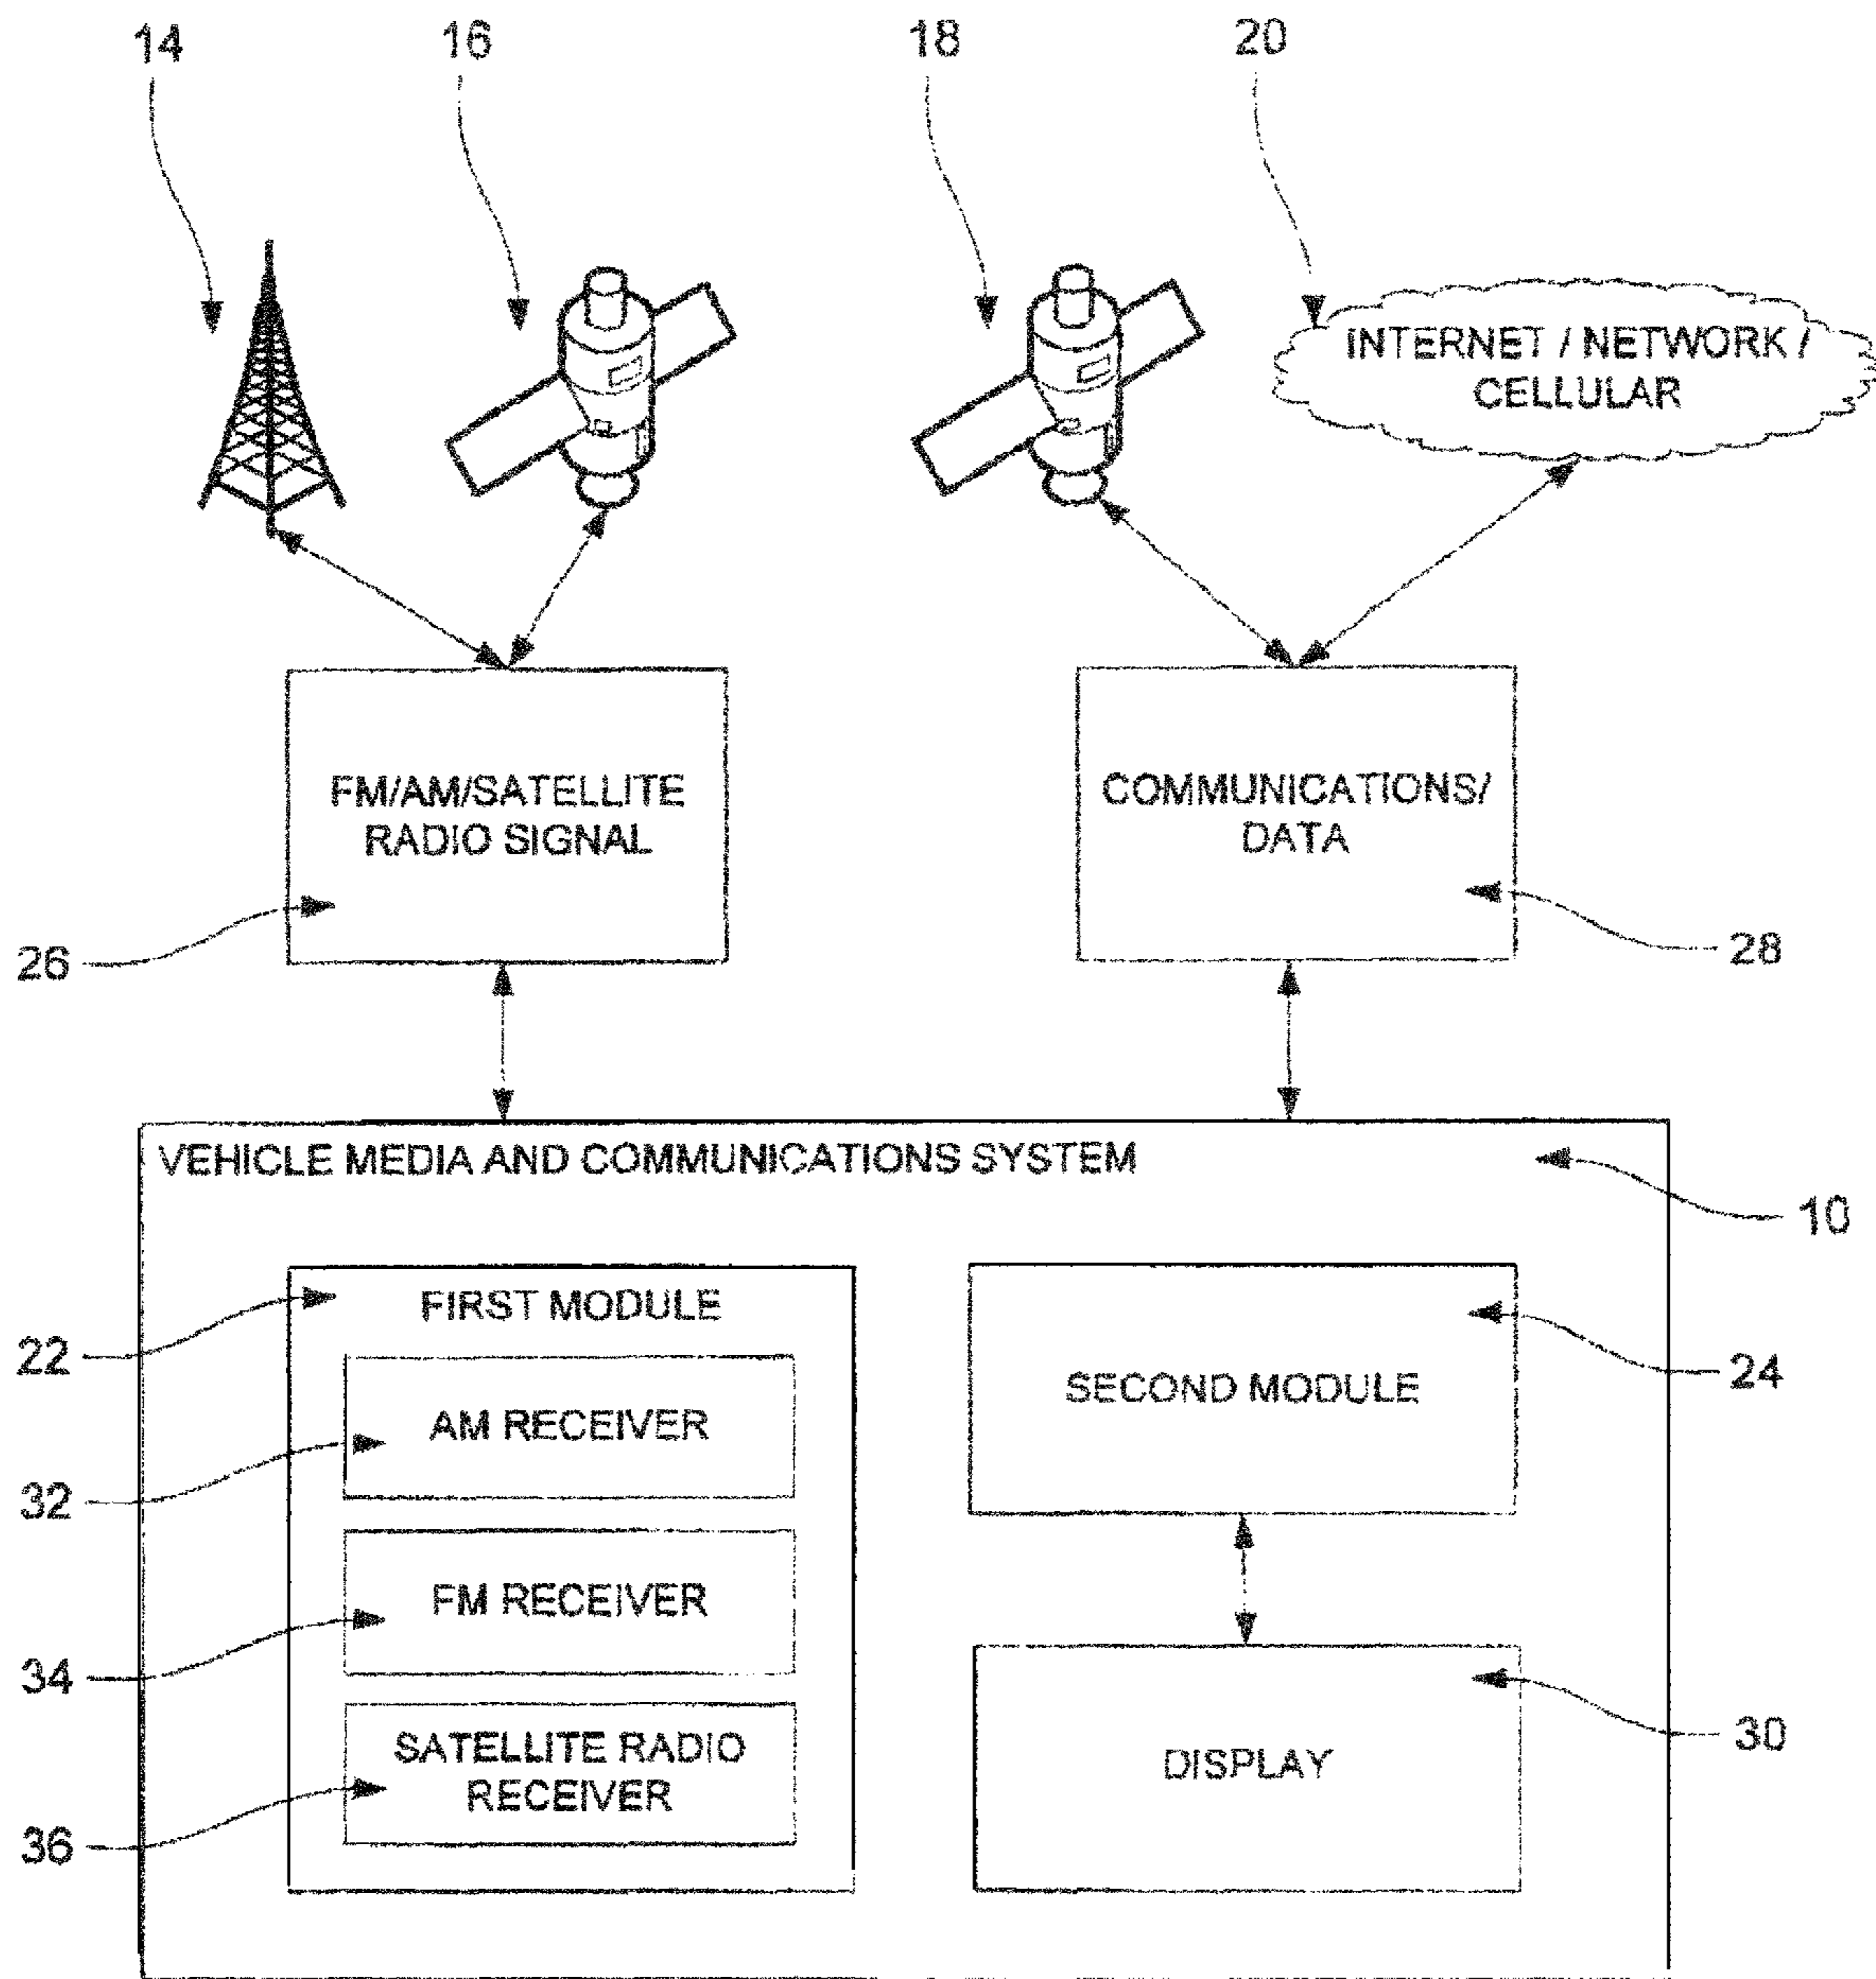 14
16
18
20
INTERNET / NETWORK /
CELLULAR
FM/AM/SATELLITE
RADIO SIGNAL
COMMUNICATIONS/
DATA
26
28
VEHICLE MEDIA AND COMMUNICATIONS SYSTEM
10
FIRST MODULE
22
AM RECEIVER
32
FM RECEIVER
34
SATELLITE RADIO
RECEIVER
36
SECOND MODULE
24
DISPLAY
30